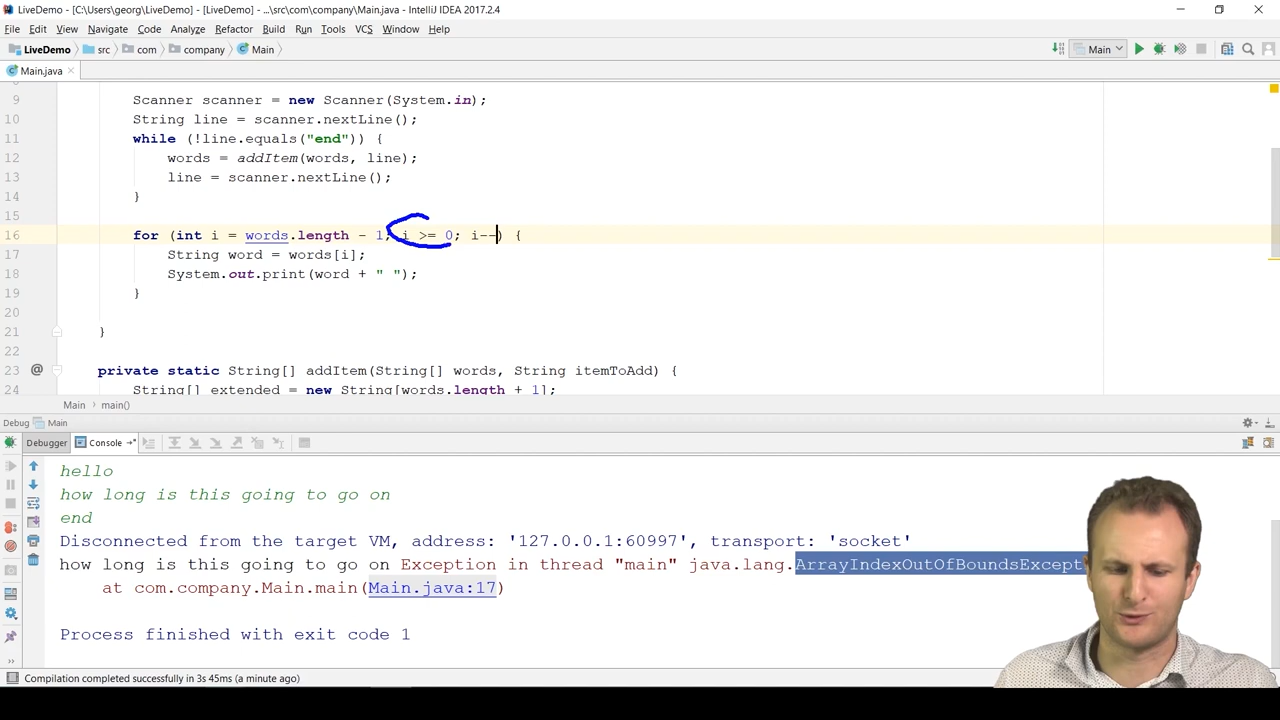 LiveDemo - [C:\Users\georg\LiveDemo] - [LiveDemo] - ...\src\com\company\Main.java - IntelliJ IDEA 2017.2.4
File Edit View Navigate Code Analyze Refactor Build Run Tools VCS Window Help
LiveDemo src com company Main Main
Main.java
9 Scanner scanner = new Scanner(System.in);
10 String line = scanner.nextLine();
11 while (!line.equals("end")) {
12 words = addItem(words, line);
13 line = scanner.nextLine();
14 }
15
16 for (int i = words.length - 1; i >= 0; i--) {
17 String word = words[i];
18 System.out.print(word + " ");
19 }
20
21 }
22
23 @ private static String[] addItem(String[] words, String itemToAdd) {
24 String[] extended = new String[words.length + 1];
Main main()
Debug Main
Debugger Console
hello
how long is this going to go on
end
Disconnected from the target VM, address: '127.0.0.1:60997', transport: 'socket'
how long is this going to go on Exception in thread "main" java.lang.ArrayIndexOutOfBoundsExcept
at com.company.Main.main(Main.java:17)
Process finished with exit code 1
Compilation completed successfully in 3s 45ms (a minute ago)